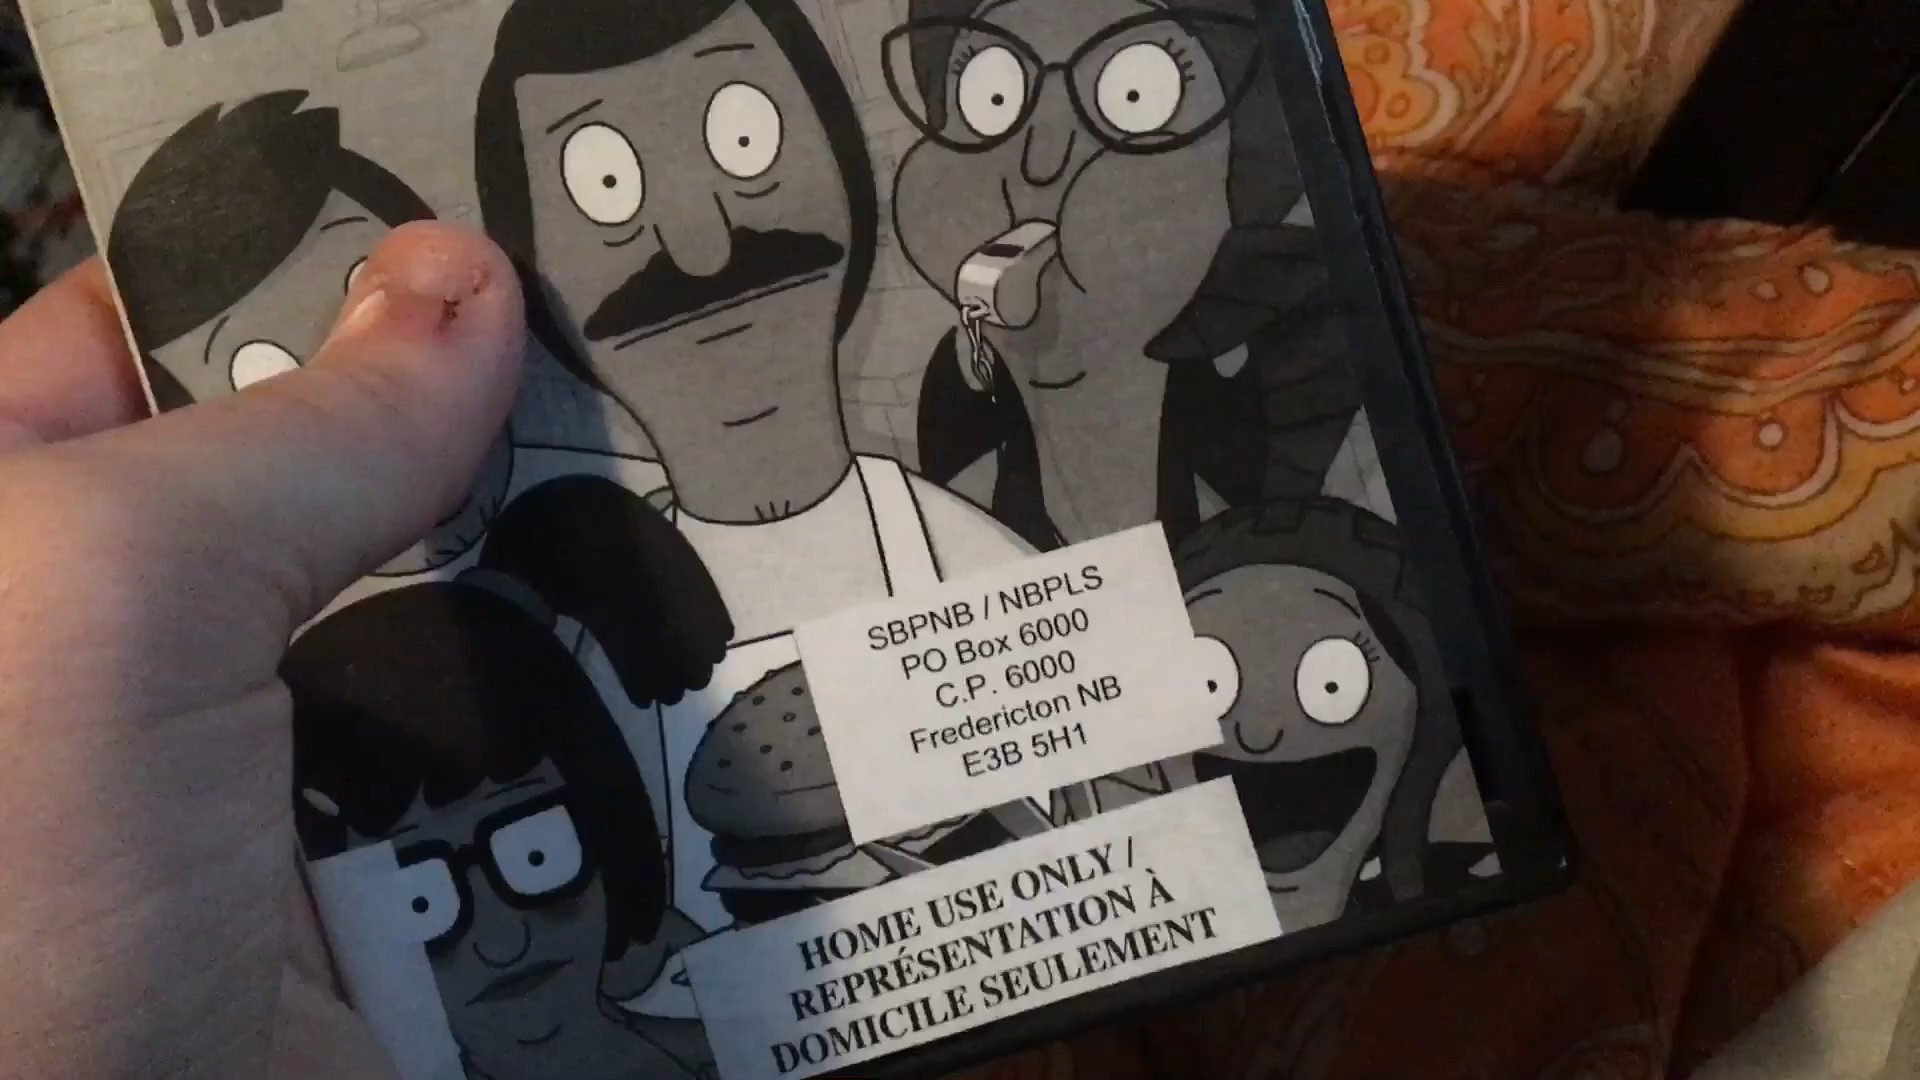 SBPNB / NBPLS
PO Box 6000
C.P. 6000
Fredericton NB
E3B 5H1
HOME USE ONLY /
REPRÉSENTATION À
DOMICILE SEULEMENT